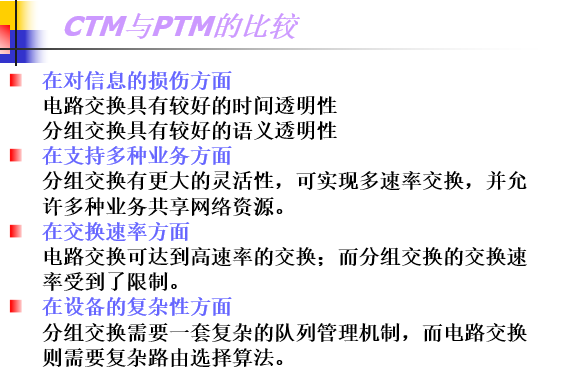 CTM与PTM的比较
在对信息的损伤方面
电路交换具有较好的时间透明性
分组交换具有较好的语义透明性
在支持多种业务方面
分组交换有更大的灵活性，可实现多速率交换，并允
许多种业务共享网络资源。
在交换速率方面
电路交换可达到高速率的交换；而分组交换的交换速
率受到了限制。
在设备的复杂性方面
分组交换需要一套复杂的队列管理机制，而电路交换
则需要复杂路由选择算法。